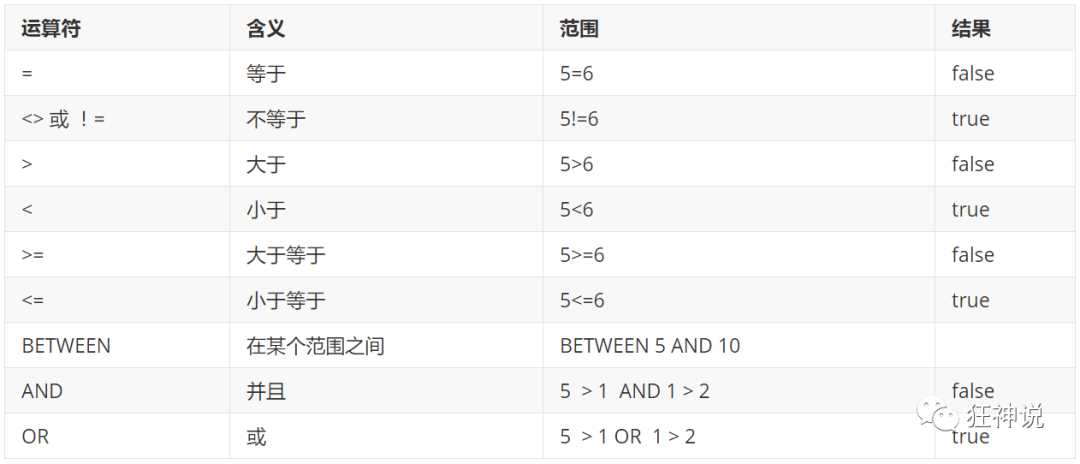 运算符 含义 范围 结果
= 等于 5=6 false
<> 或 ！= 不等于 5!=6 true
> 大于 5>6 false
< 小于 5<6 true
>= 大于等于 5>=6 false
<= 小于等于 5<=6 true
BETWEEN 在某个范围之间 BETWEEN 5 AND 10
AND 并且 5 > 1 AND 1 > 2 false
狂神说
OR 或 5 > 1 OR 1 > 2 true